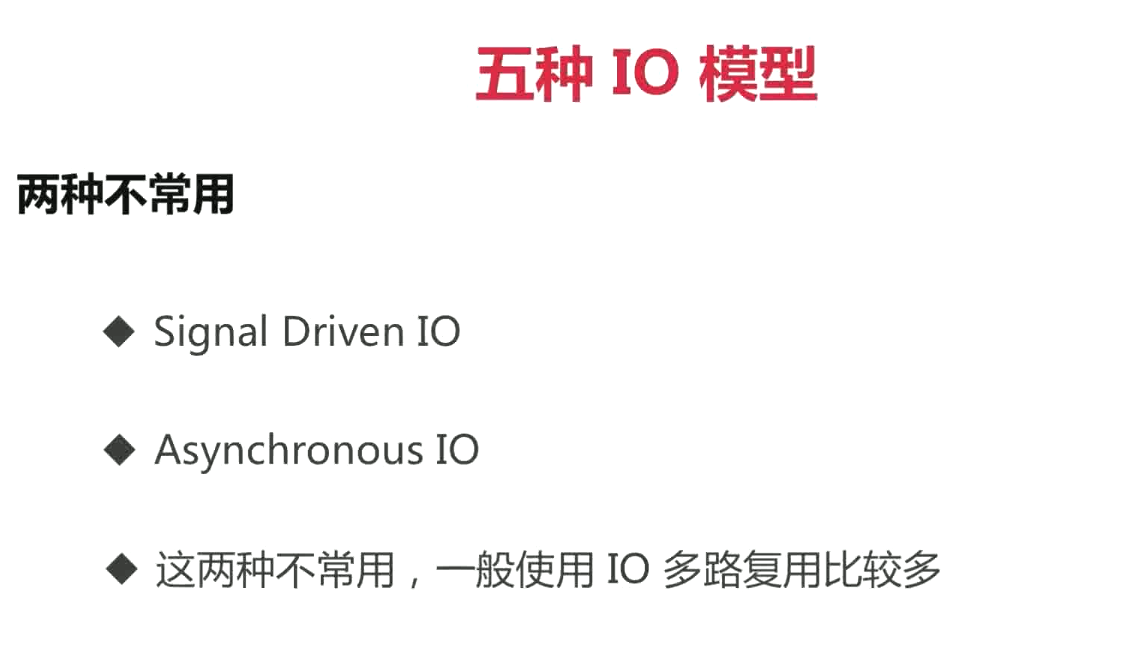 五种 IO 模型
两种不常用
◆ Signal Driven IO
◆ Asynchronous IO
◆ 这两种不常用，一般使用 IO 多路复用比较多